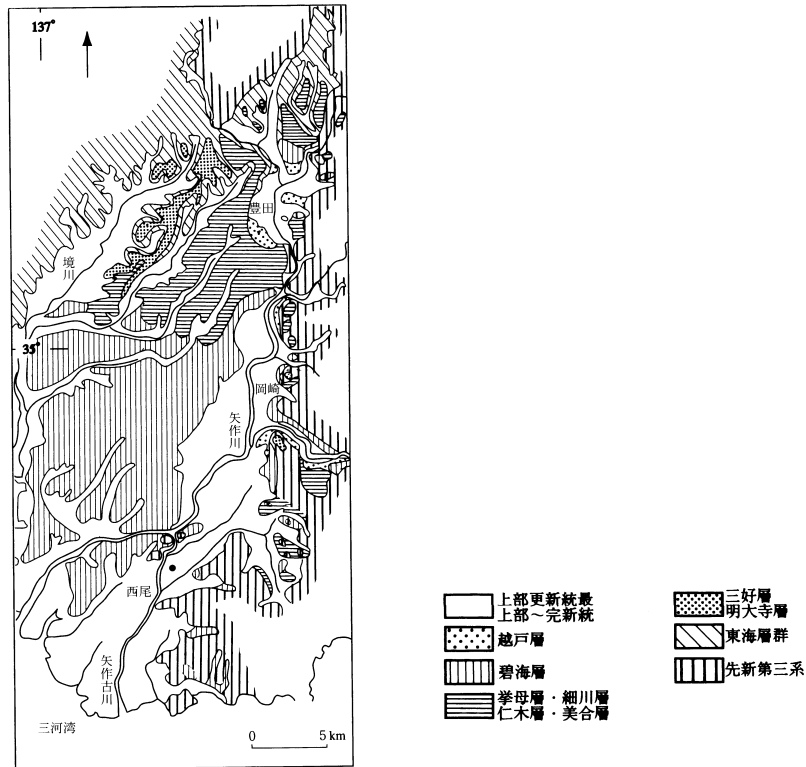 137°
豊田
境川
35°
岡崎
矢作川
西尾
矢作古川
三河湾
0 5km
上部更新統最
上部～完新統
越戸層
碧海層
挙母層・細川層
仁木層・美合層
三好層
明大寺層
東海層群
先新第三系